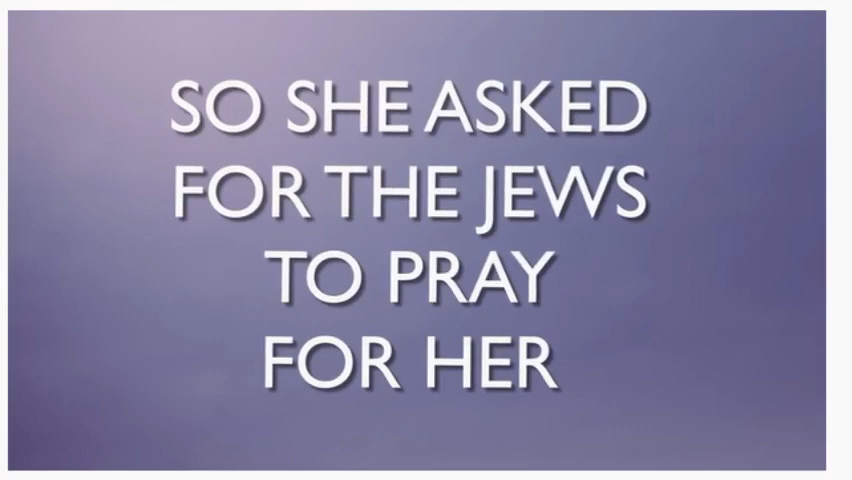 SO SHE ASKED
FOR THE JEWS
TO PRAY
FOR HER